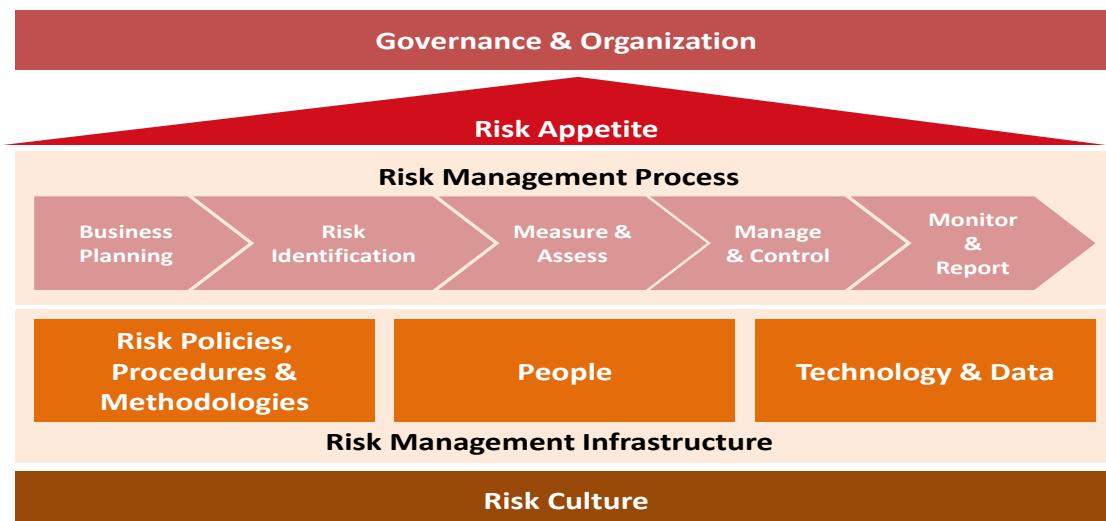 Governance & Organization
Risk Appetite
Risk Management Process
Business
Planning
Risk
Identification
Measure &
Assess
Manage
& Control
Monitor
&
Report
Risk Policies,
Procedures &
Methodologies
People
Technology & Data
Risk Management Infrastructure
Risk Culture